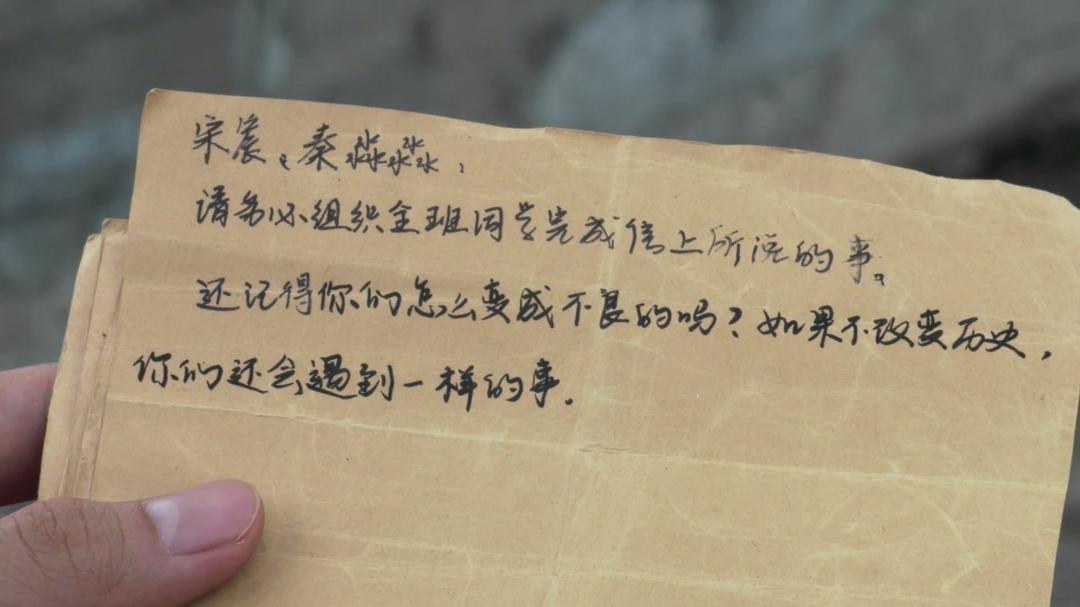 宋宸、秦淼淼，
请务必组织全班同学完成信上所说的事。
还记得你们怎么变成不良的吗？如果不改变历史，
你们还会遇到一样的事。